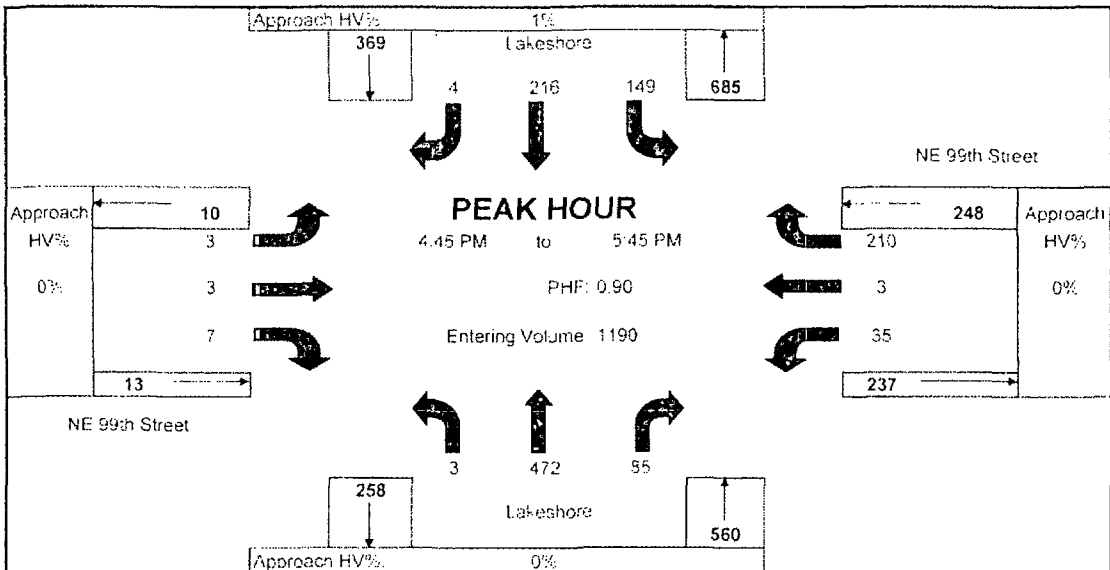 Approach HV% 1%
369 Lakeshore 685
4 216 149
NE 99th Street
Approach 10 PEAK HOUR 248 Approach
HV% 3 4:45 PM to 5:45 PM 210 HV%
0% 3 PHF: 0.90 3 0%
7 Entering Volume 1190 35
13 237
NE 99th Street
3 472 85
258 Lakeshore 560
Approach HV%. 0%